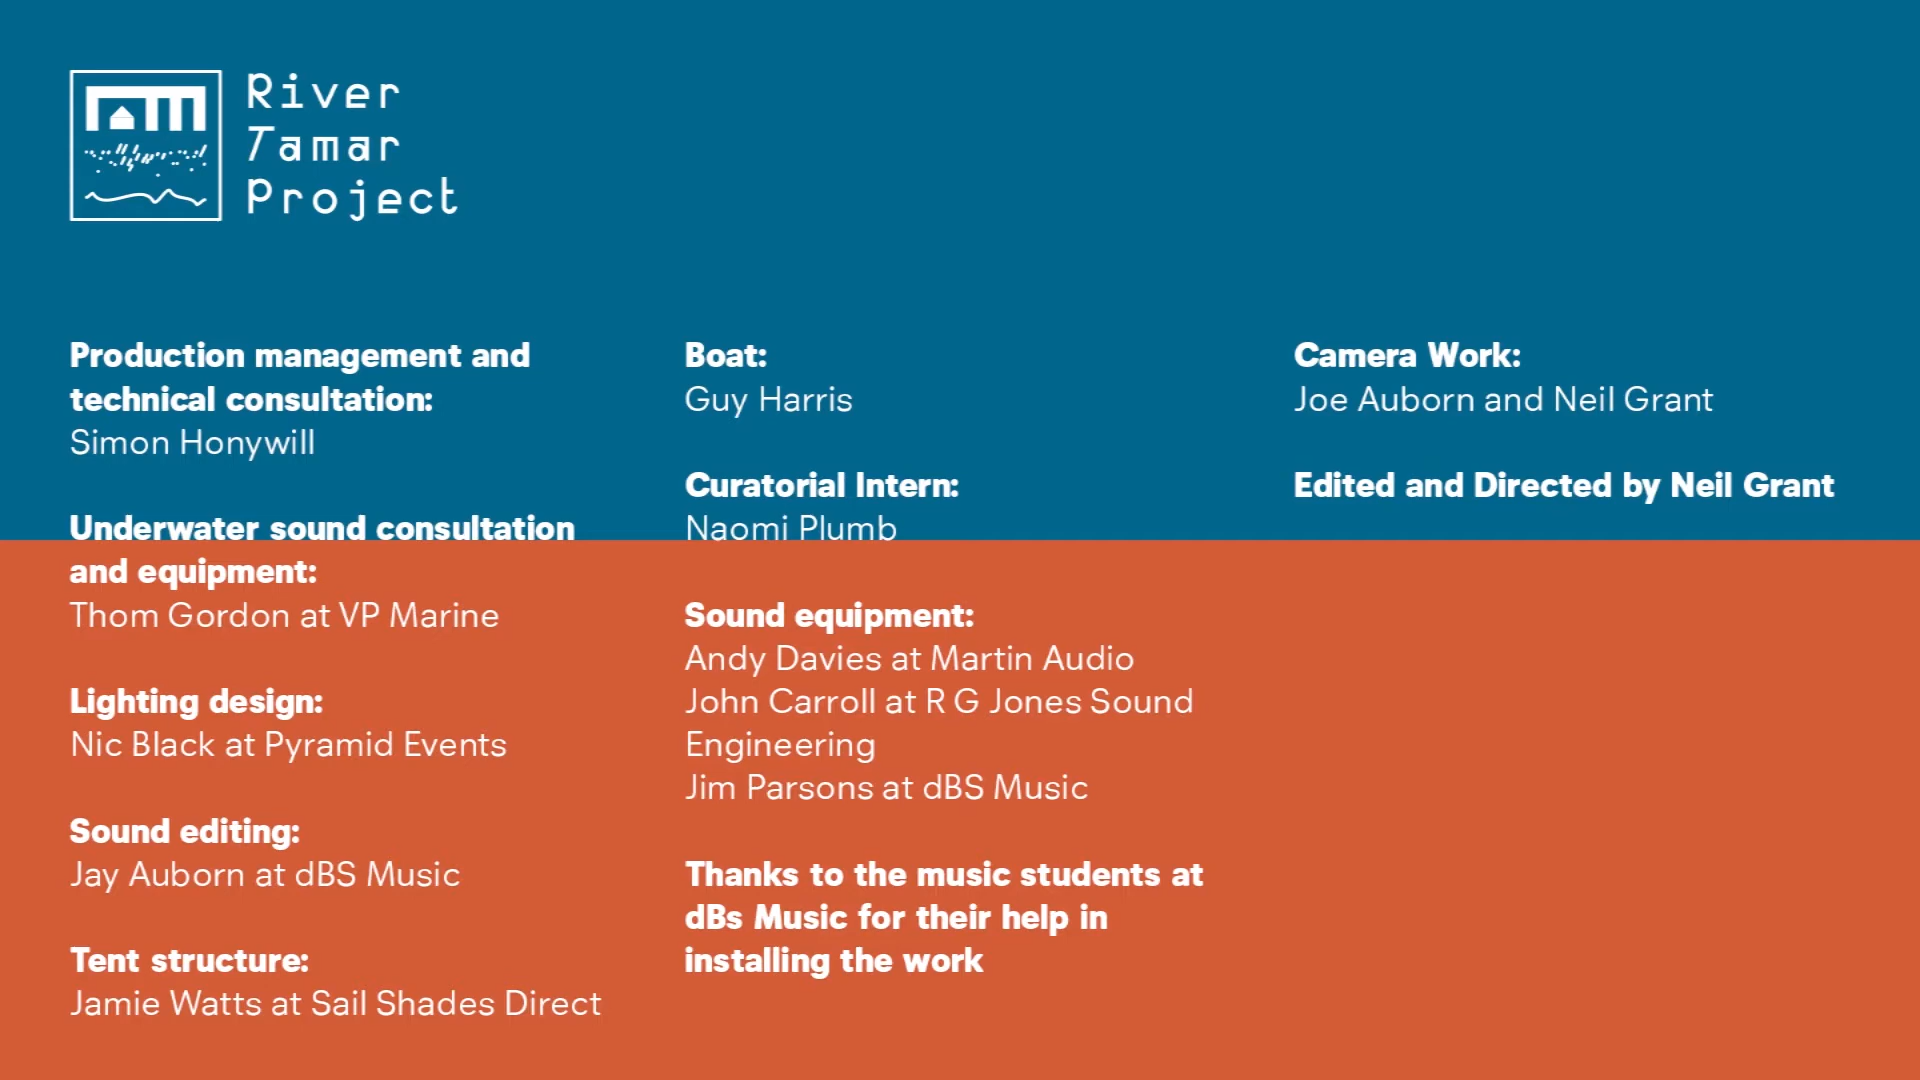 River
Tamar
Project
Production management and
technical consultation:
Simon Honywill
Underwater sound consultation
and equipment:
Thom Gordon at VP Marine
Lighting design:
Nic Black at Pyramid Events
Sound editing:
Jay Auborn at dBS Music
Tent structure:
Jamie Watts at Sail Shades Direct
Boat:
Guy Harris
Curatorial Intern:
Naomi Plumb
Sound equipment:
Andy Davies at Martin Audio
John Carroll at R G Jones Sound
Engineering
Jim Parsons at dBS Music
Thanks to the music students at
dBs Music for their help in
installing the work
Camera Work:
Joe Auborn and Neil Grant
Edited and Directed by Neil Grant